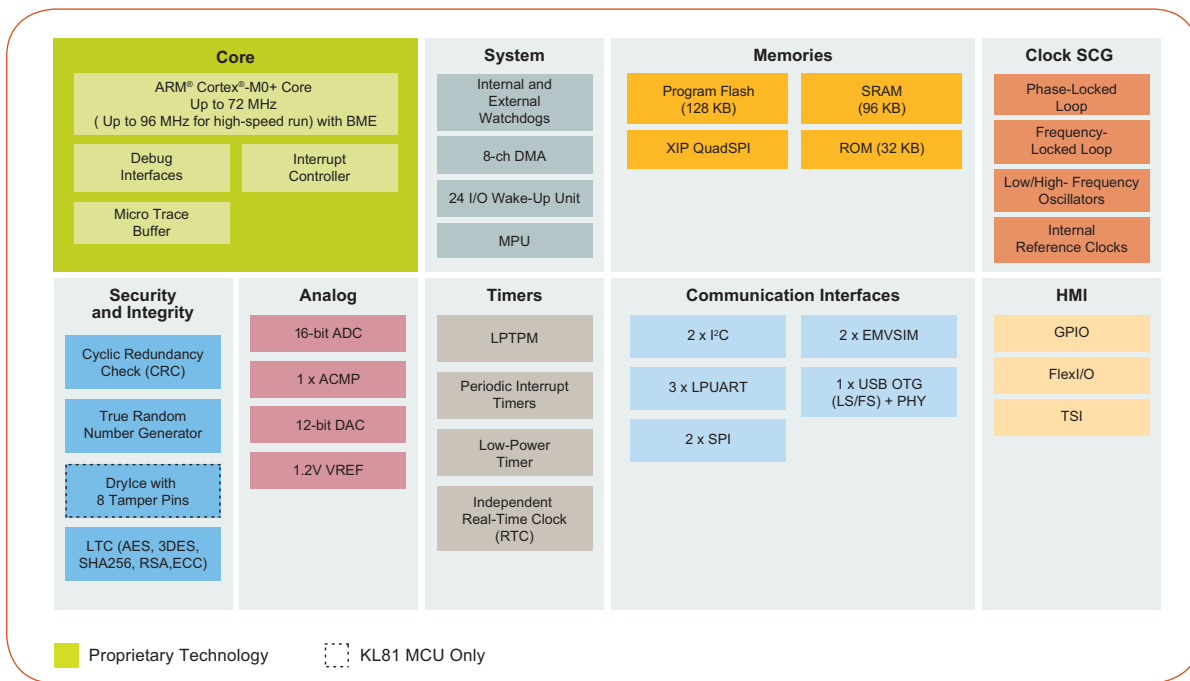 Core
ARM® Cortex®-M0+ Core
Up to 72 MHz
( Up to 96 MHz for high-speed run) with BME
Debug
Interfaces
Interrupt
Controller
Micro Trace
Buffer
System
Internal and
External
Watchdogs
8-ch DMA
24 I/O Wake-Up Unit
MPU
Memories
Program Flash
(128 KB)
SRAM
(96 KB)
XIP QuadSPI
ROM (32 KB)
Clock SCG
Phase-Locked
Loop
Frequency-
Locked Loop
Low/High- Frequency
Oscillators
Internal
Reference Clocks
Security
and Integrity
Cyclic Redundancy
Check (CRC)
True Random
Number Generator
DryIce with
8 Tamper Pins
LTC (AES, 3DES,
SHA256, RSA,ECC)
Analog
16-bit ADC
1 x ACMP
12-bit DAC
1.2V VREF
Timers
LPTPM
Periodic Interrupt
Timers
Low-Power
Timer
Independent
Real-Time Clock
(RTC)
Communication Interfaces
2 x I²C
2 x EMVSIM
3 x LPUART
1 x USB OTG
(LS/FS) + PHY
2 x SPI
HMI
GPIO
FlexI/O
TSI
Proprietary Technology
KL81 MCU Only